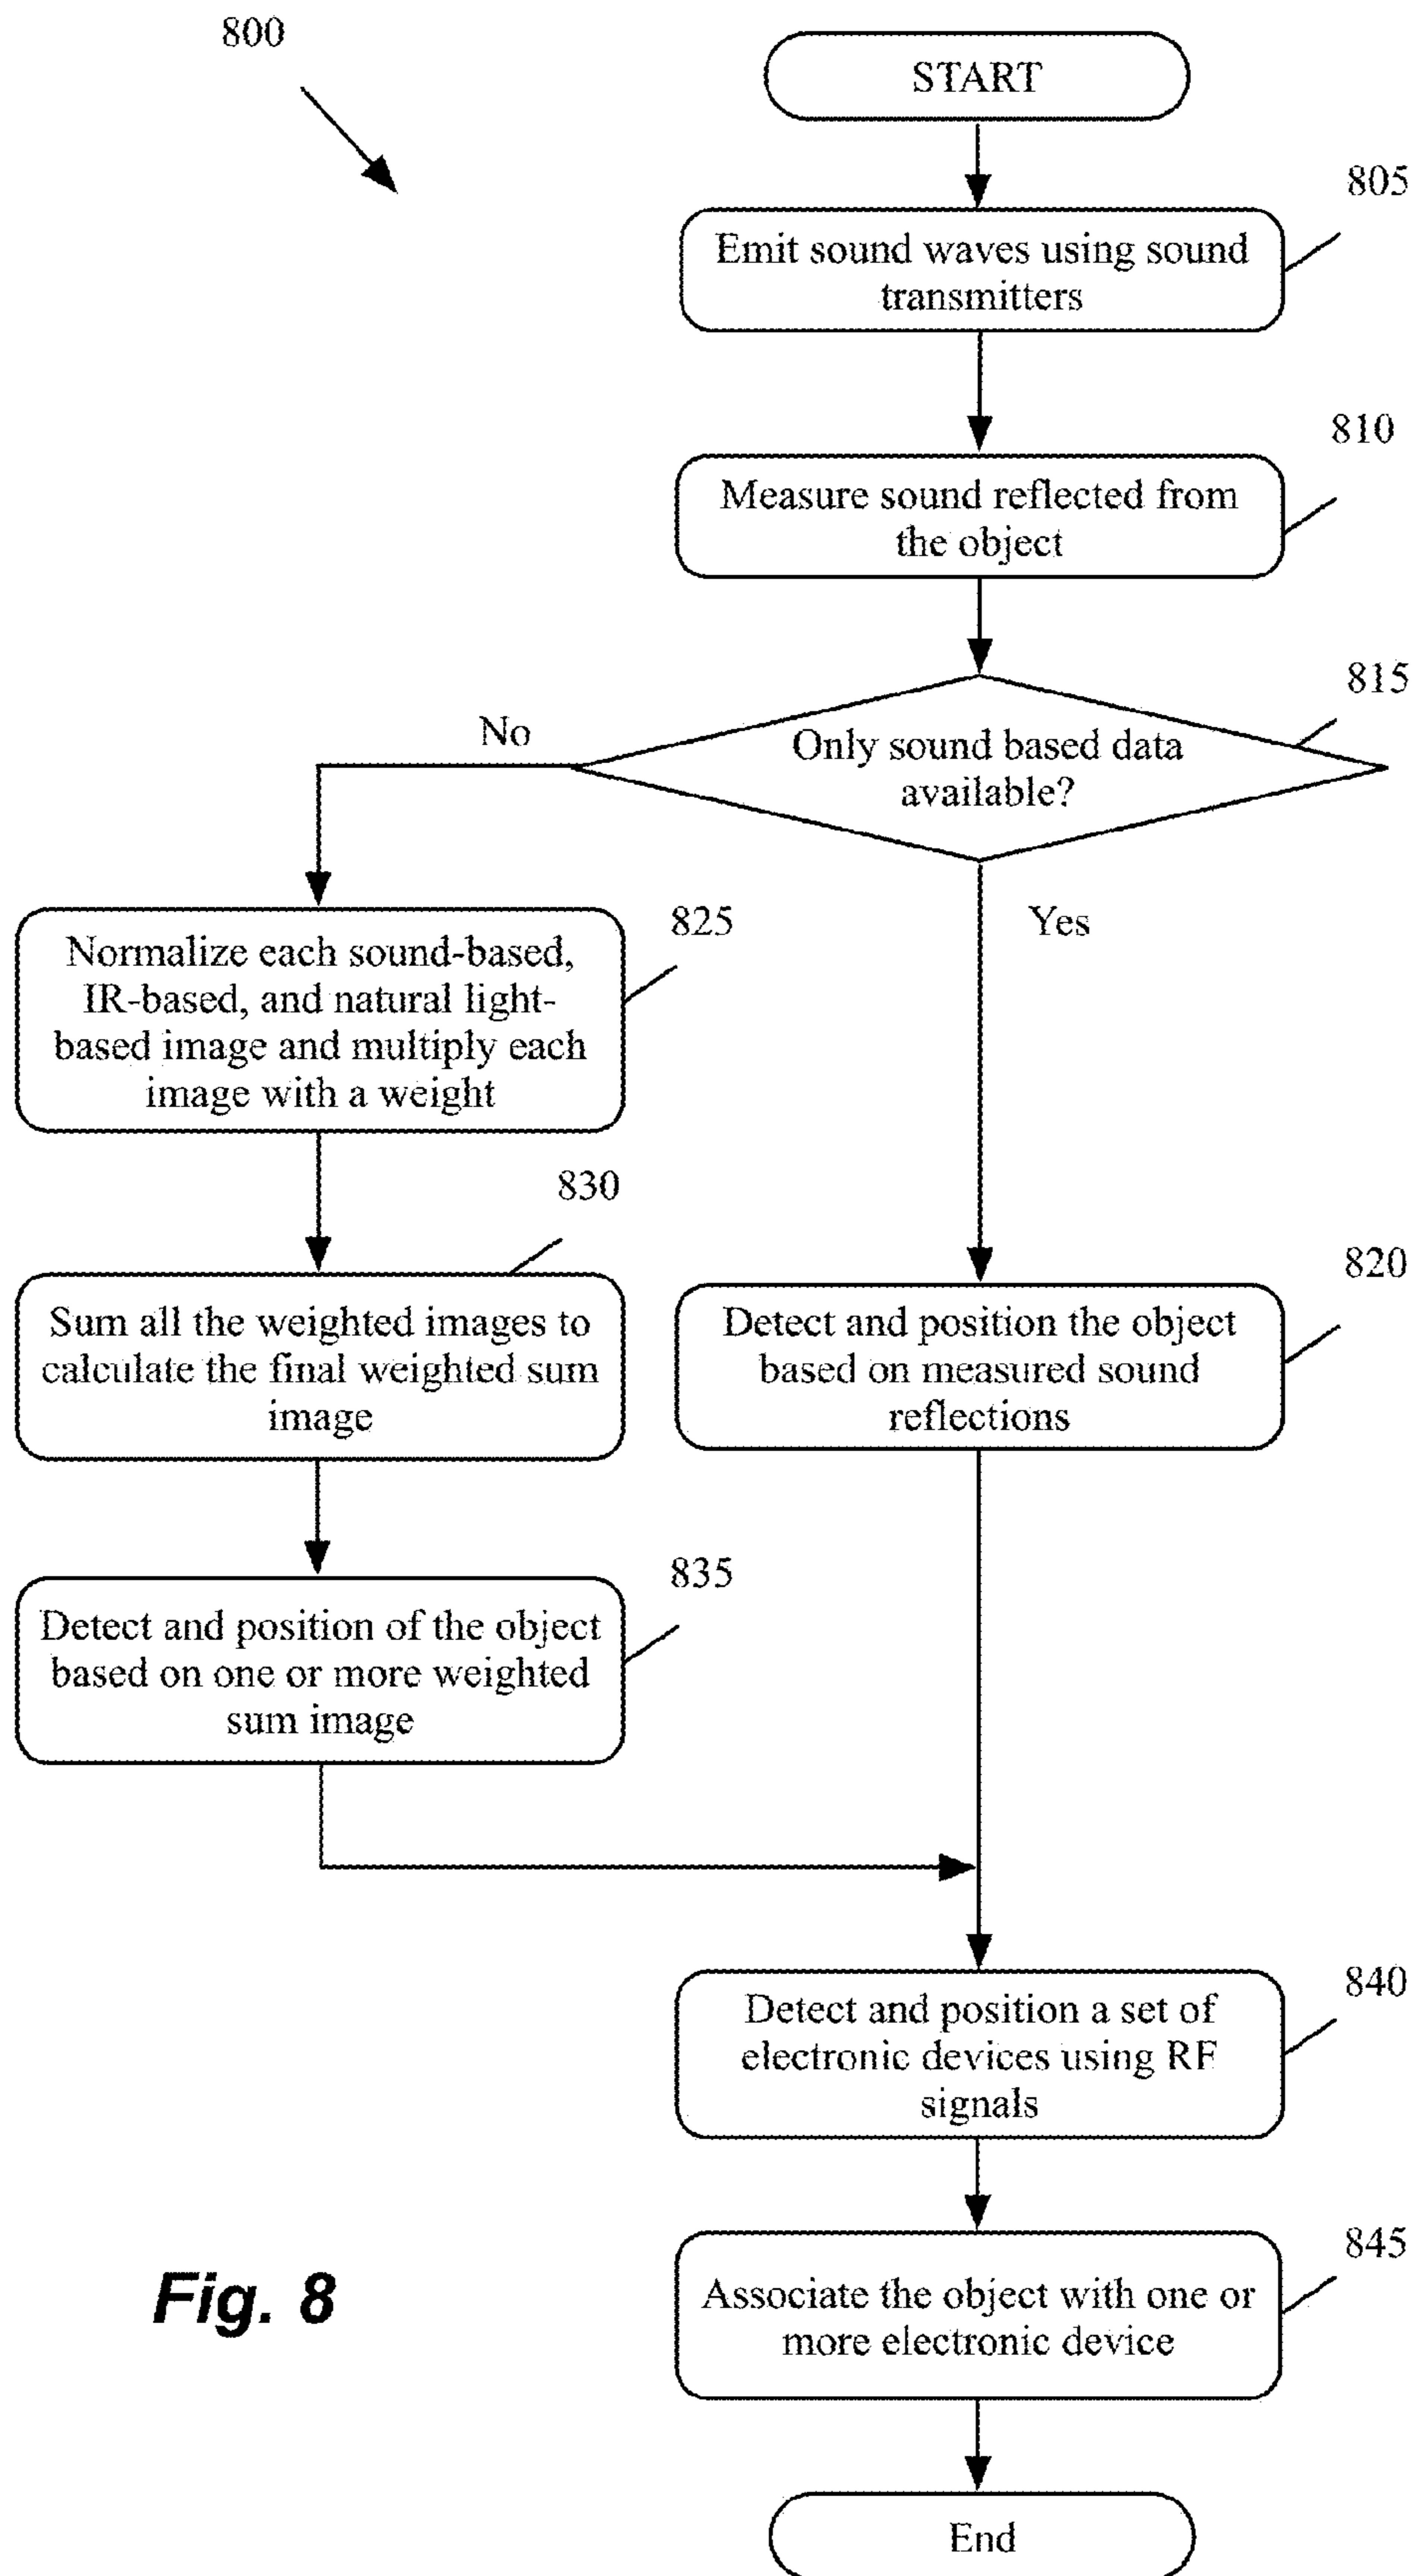 800
START
805
Emit sound waves using sound
transmitters
810
Measure sound reflected from
the object
815
Only sound based data
available?
No
Yes
825
Normalize each sound-based,
IR-based, and natural light-
based image and multiply each
image with a weight
830
Sum all the weighted images to
calculate the final weighted sum
image
820
Detect and position the object
based on measured sound
reflections
835
Detect and position of the object
based on one or more weighted
sum image
840
Detect and position a set of
electronic devices using RF
signals
845
Associate the object with one or
more electronic device
Fig. 8
End